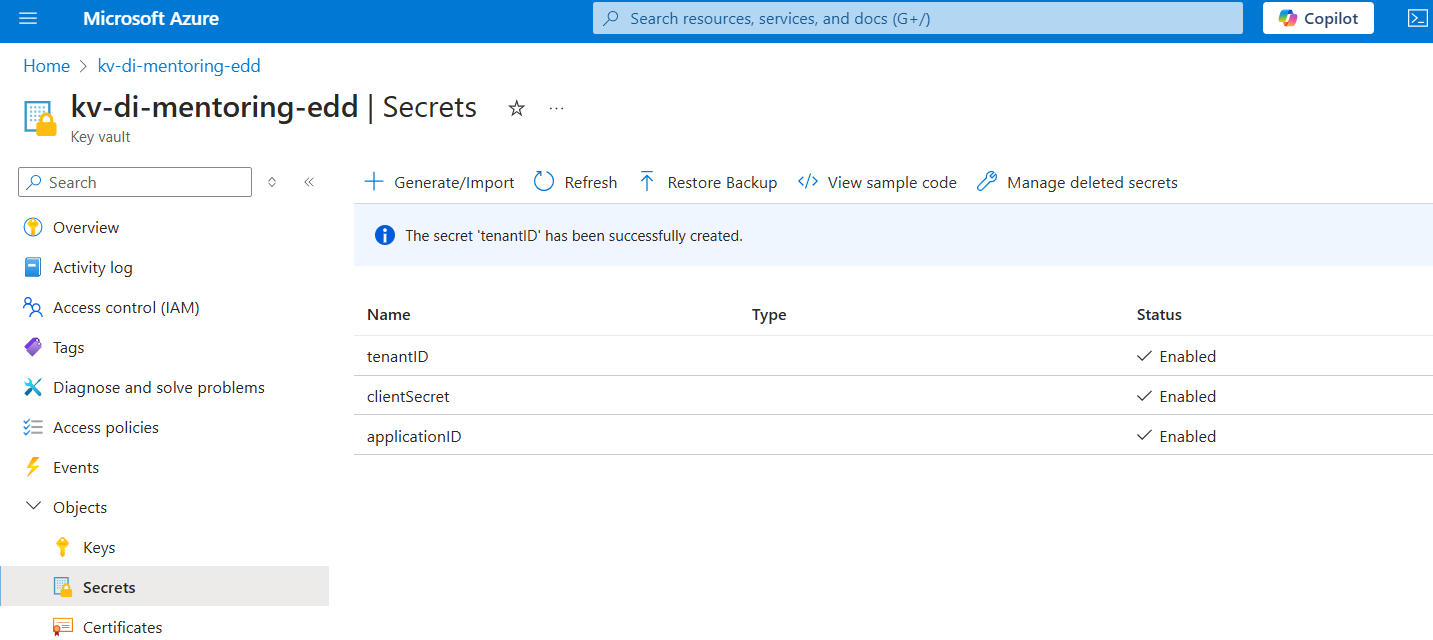 Microsoft Azure
Search resources, services, and docs (G+/)
Copilot
Home > kv-di-mentoring-edd
kv-di-mentoring-edd | Secrets
Key vault
Search
Generate/Import
Refresh
Restore Backup
View sample code
Manage deleted secrets
Overview
Activity log
Access control (IAM)
Tags
Diagnose and solve problems
Access policies
Events
Objects
Keys
Secrets
Certificates
The secret 'tenantID' has been successfully created.
Name Type Status
tenantID Enabled
clientSecret Enabled
applicationID Enabled